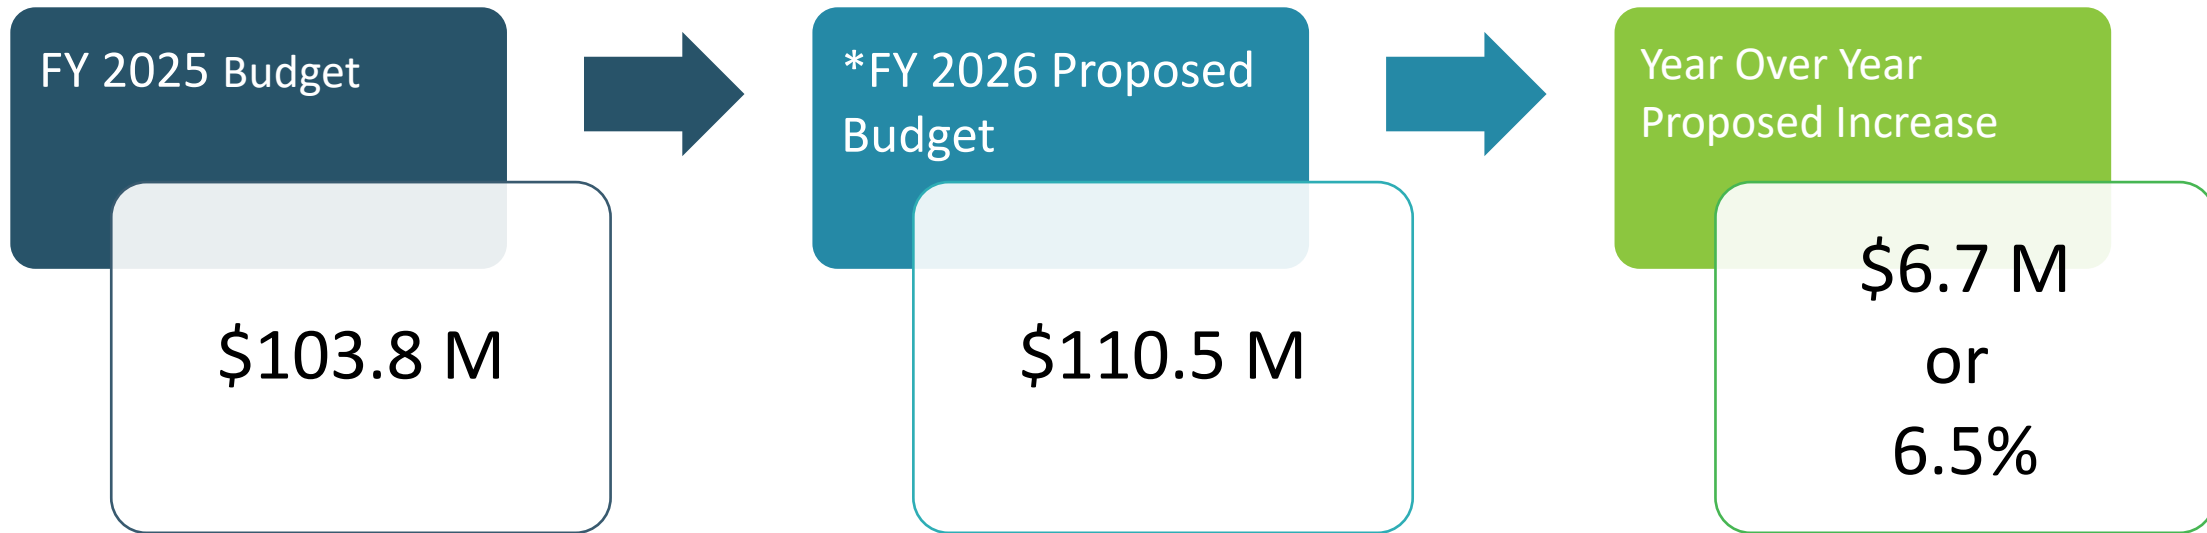 FY 2025 Budget
$103.8 M
*FY 2026 Proposed
Budget
$110.5 M
Year Over Year
Proposed Increase
$6.7 M
or
6.5%